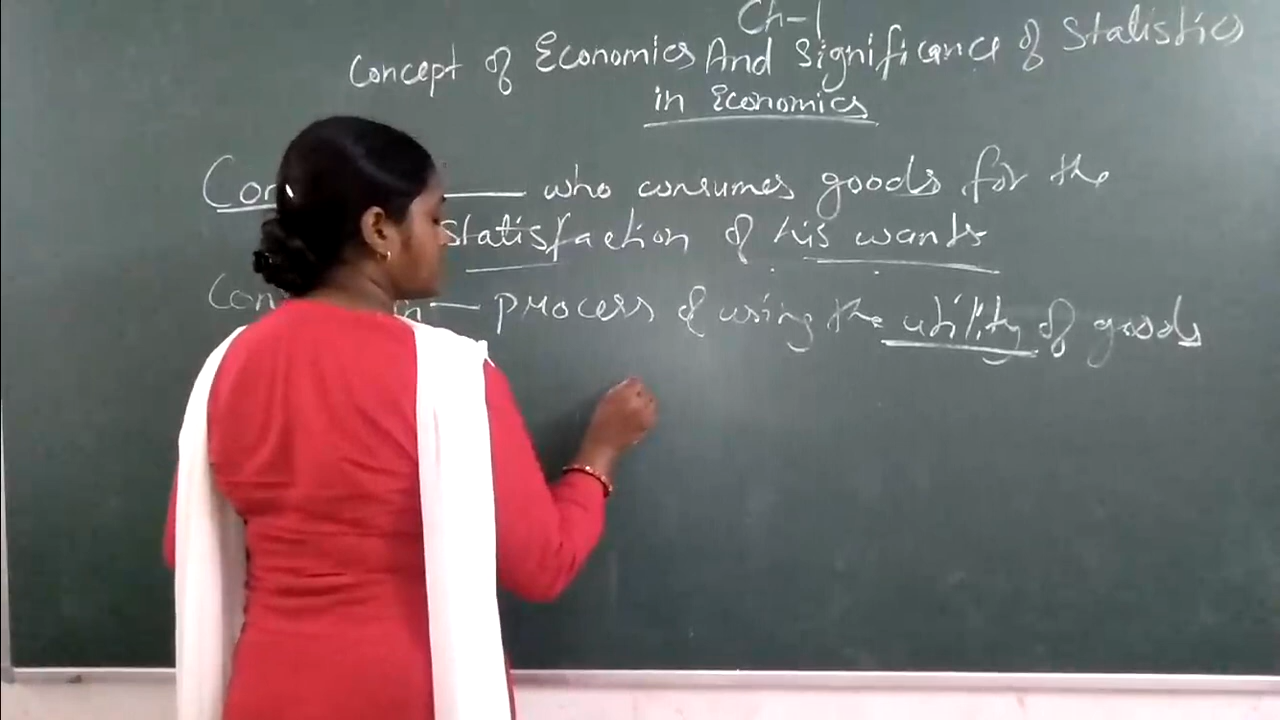 Ch-1
Concept of Economics And Significance of Statistics
in Economics
who consumes goods for the
statisfaction of his wants
process of using the utility of goods